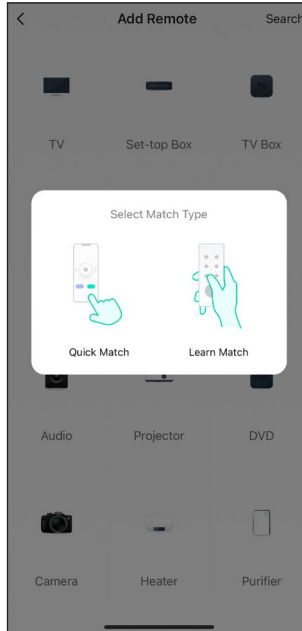 Add Remote Search
TV Set-top Box TV Box
TV
Select Match Type
Quick Match Learn Match
Audio Projector DVD
Camera Heater Purifier